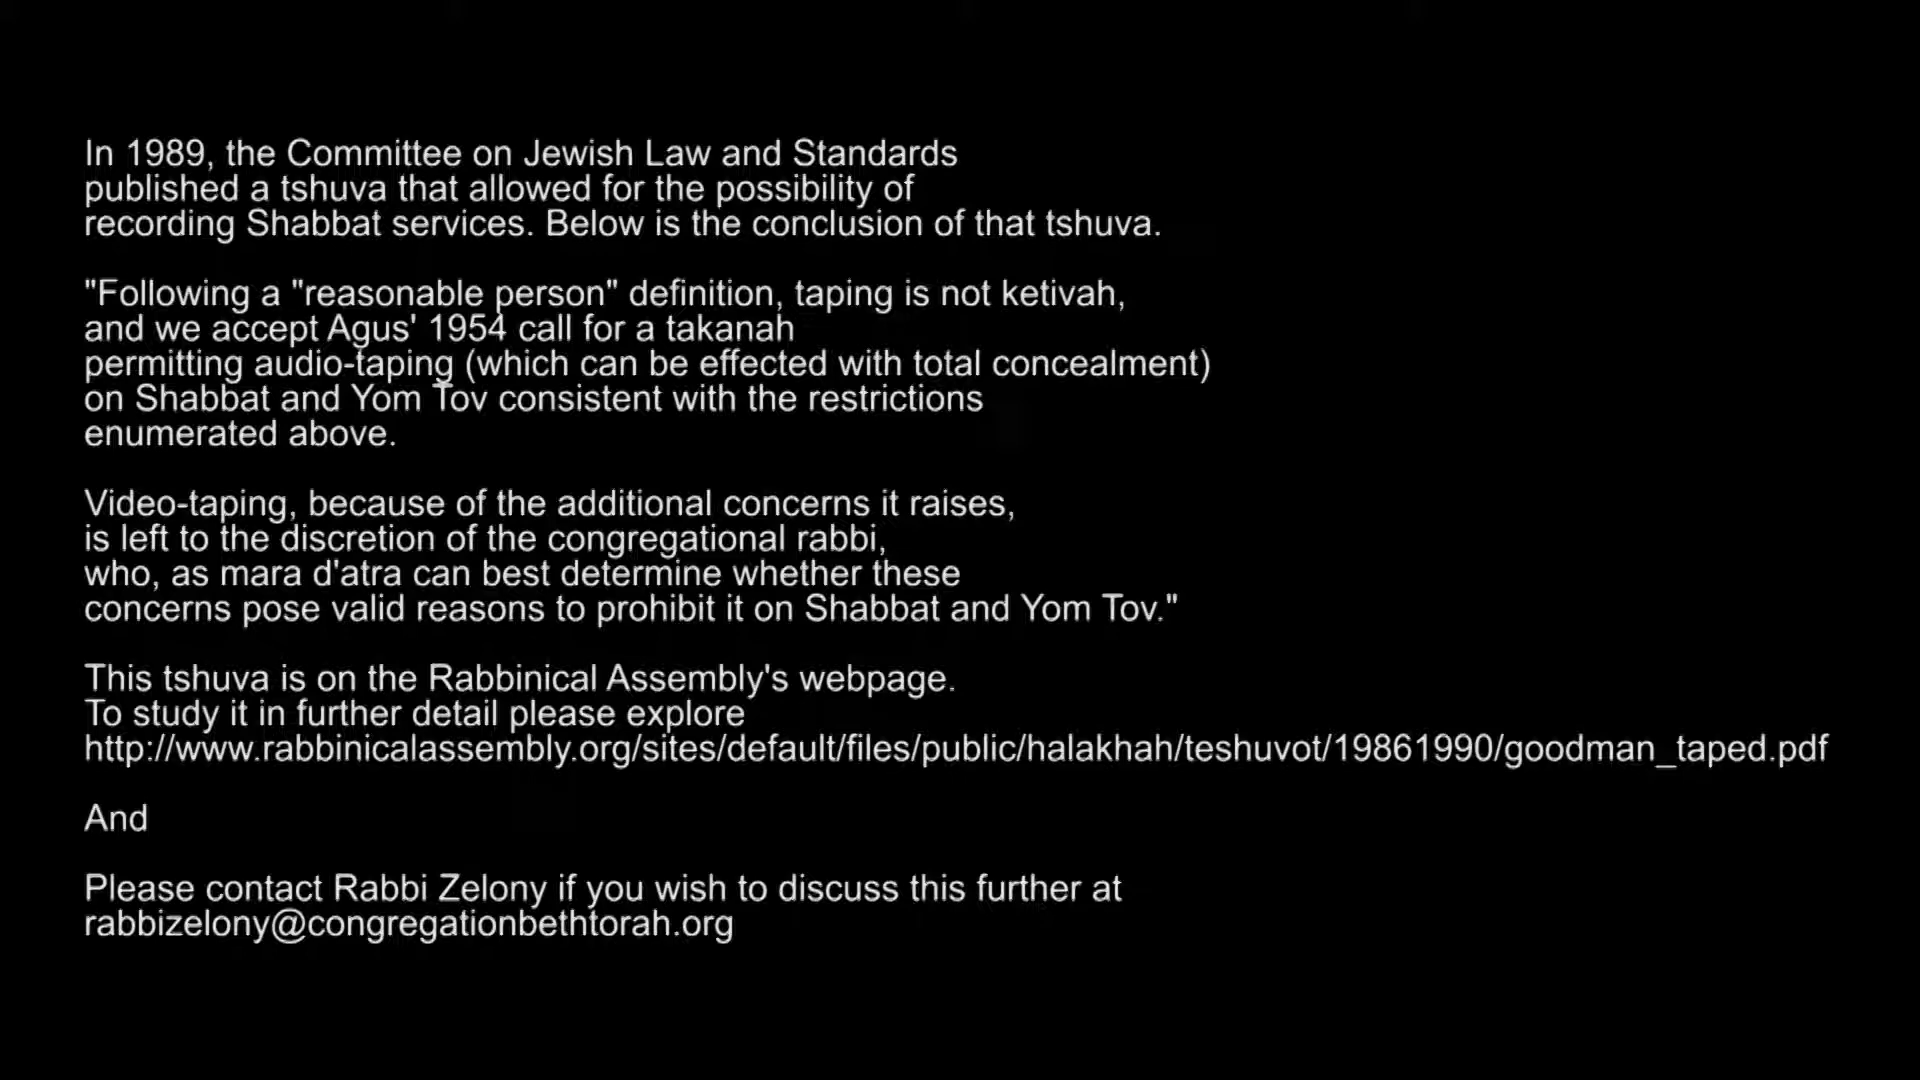 In 1989, the Committee on Jewish Law and Standards
published a tshuva that allowed for the possibility of
recording Shabbat services. Below is the conclusion of that tshuva.
"Following a "reasonable person" definition, taping is not ketivah,
and we accept Agus' 1954 call for a takanah
permitting audio-taping (which can be effected with total concealment)
on Shabbat and Yom Tov consistent with the restrictions
enumerated above.
Video-taping, because of the additional concerns it raises,
is left to the discretion of the congregational rabbi,
who, as mara d'atra can best determine whether these
concerns pose valid reasons to prohibit it on Shabbat and Yom Tov."
This tshuva is on the Rabbinical Assembly's webpage.
To study it in further detail please explore
http://www.rabbinicalassembly.org/sites/default/files/public/halakhah/teshuvot/19861990/goodman_taped.pdf
And
Please contact Rabbi Zelony if you wish to discuss this further at
rabbizelony@congregationbethtorah.org